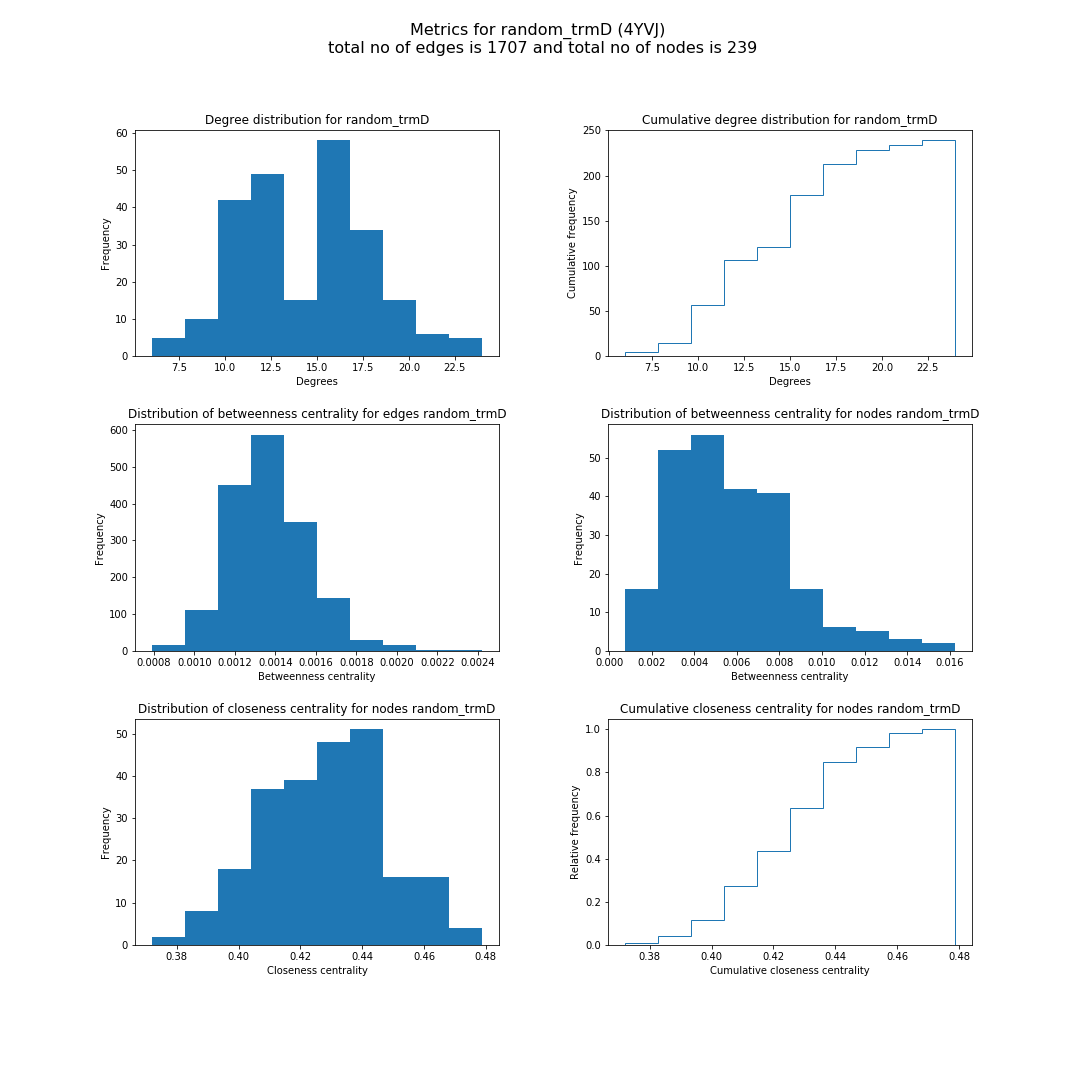 Metrics for random_trmD (4YVJ)
total no of edges is 1707 and total no of nodes is 239
Degree distribution for random_trmD
60
50
40
30
20
10
0
Frequency
7.5 10.0 12.5 15.0 17.5 20.0 22.5
Degrees
Cumulative degree distribution for random_trmD
250
200
150
100
50
0
Cumulative frequency
7.5 10.0 12.5 15.0 17.5 20.0 22.5
Degrees
Distribution of betweenness centrality for edges random_trmD
600
500
400
300
200
100
0
Frequency
0.0008 0.0010 0.0012 0.0014 0.0016 0.0018 0.0020 0.0022 0.0024
Betweenness centrality
Distribution of betweenness centrality for nodes random_trmD
50
40
30
20
10
0
Frequency
0.000 0.002 0.004 0.006 0.008 0.010 0.012 0.014 0.016
Betweenness centrality
Distribution of closeness centrality for nodes random_trmD
50
40
30
20
10
0
Frequency
0.38 0.40 0.42 0.44 0.46 0.48
Closeness centrality
Cumulative closeness centrality for nodes random_trmD
1.0
0.8
0.6
0.4
0.2
0.0
Relative frequency
0.38 0.40 0.42 0.44 0.46 0.48
Cumulative closeness centrality